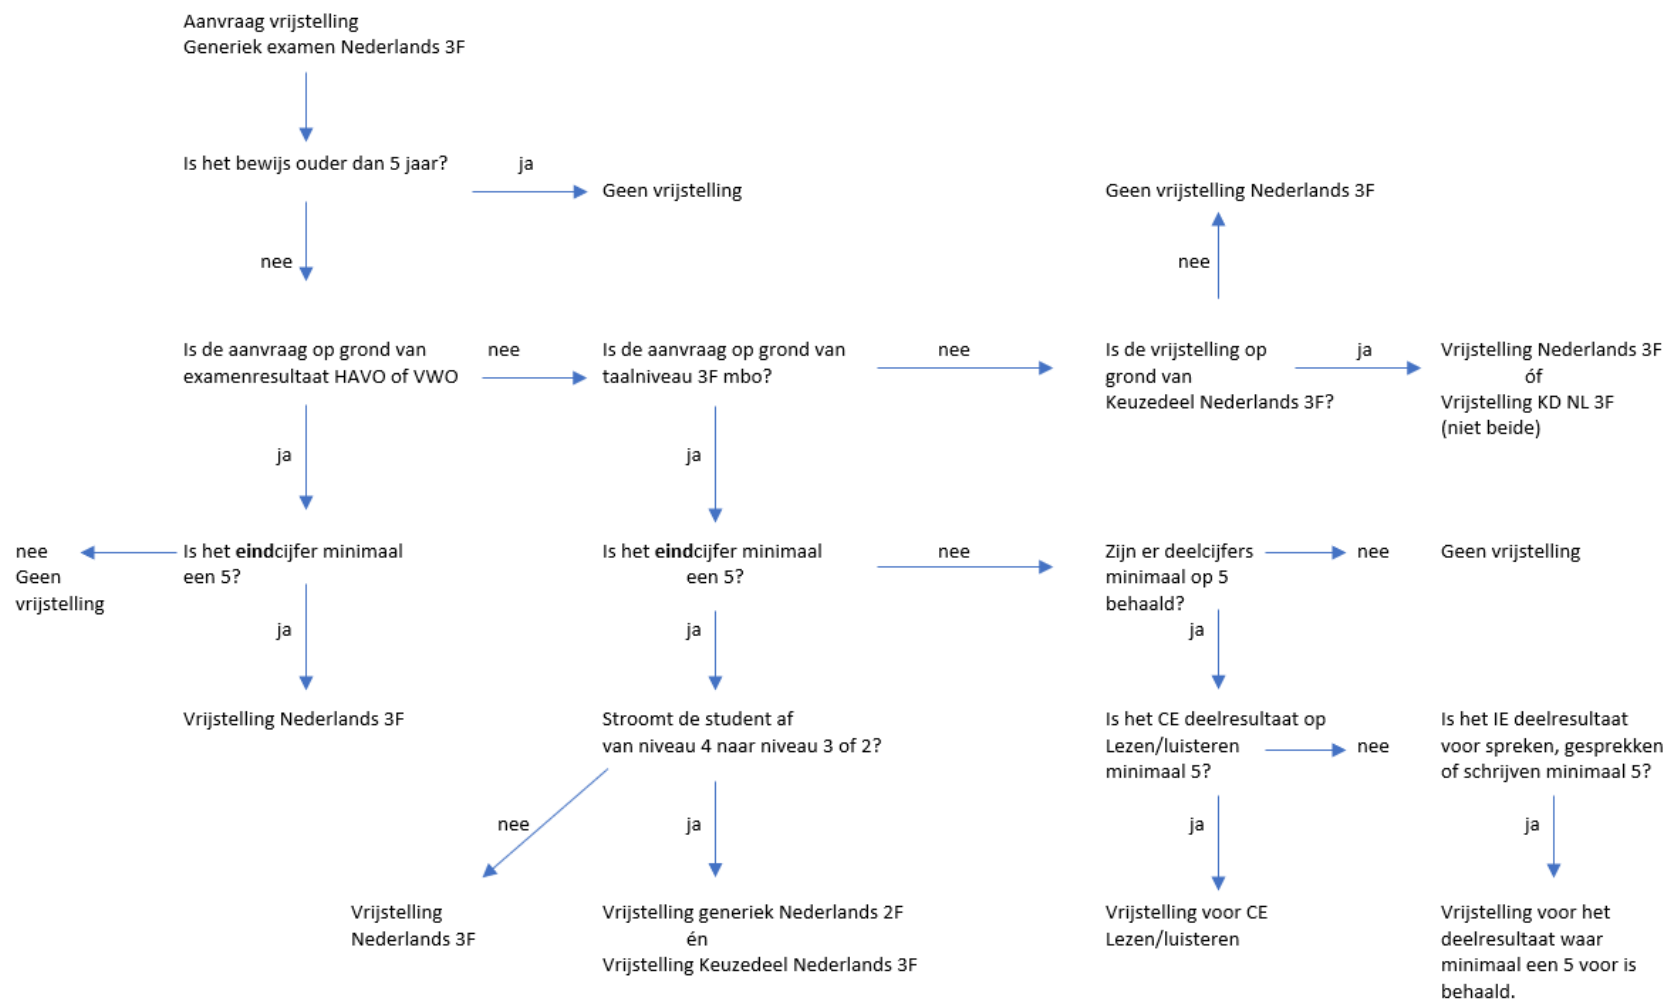 Aanvraag vrijstelling
Generiek examen Nederlands 3F
Is het bewijs ouder dan 5 jaar?
ja
Geen vrijstelling
Geen vrijstelling Nederlands 3F
nee
nee
Is de aanvraag op grond van
examenresultaat HAVO of VWO
nee
Is de aanvraag op grond van
taalniveau 3F mbo?
nee
Is de vrijstelling op
grond van
Keuzedeel Nederlands 3F?
ja
Vrijstelling Nederlands 3F
óf
Vrijstelling KD NL 3F
(niet beide)
ja
ja
nee
Geen
vrijstelling
Is het eindcijfer minimaal
een 5?
Is het eindcijfer minimaal
een 5?
nee
Zijn er deelcijfers
minimaal op 5
behaald?
nee
Geen vrijstelling
ja
ja
ja
Vrijstelling Nederlands 3F
Stroomt de student af
van niveau 4 naar niveau 3 of 2?
Is het CE deelresultaat op
Lezen/luisteren
minimaal 5?
nee
Is het IE deelresultaat
voor spreken, gesprekken
of schrijven minimaal 5?
nee
ja
ja
ja
Vrijstelling
Nederlands 3F
Vrijstelling generiek Nederlands 2F
én
Vrijstelling Keuzedeel Nederlands 3F
Vrijstelling voor CE
Lezen/luisteren
Vrijstelling voor het
deelresultaat waar
minimaal een 5 voor is
behaald.